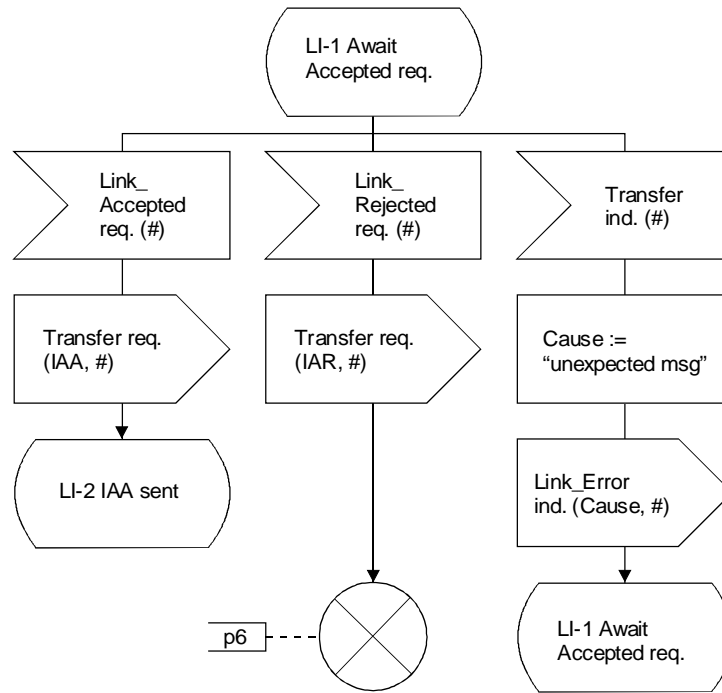 LI-1 Await
Accepted req.
Link_
Accepted
req. (#)
Link_
Rejected
req. (#)
Transfer
ind. (#)
Transfer req.
(IAA, #)
Transfer req.
(IAR, #)
Cause :=
“unexpected msg”
LI-2 IAA sent
Link_Error
ind. (Cause, #)
p6
LI-1 Await
Accepted req.